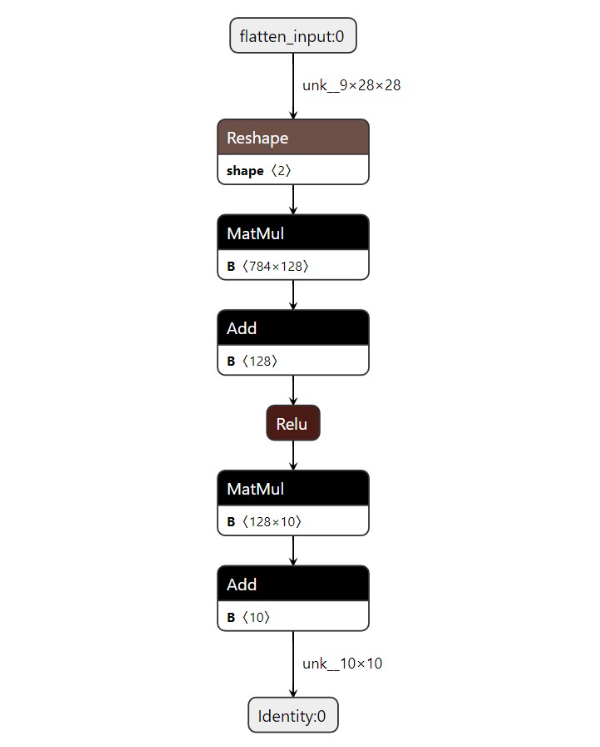 flatten_input:0
unk__9×28×28
Reshape
shape 〈2〉
MatMul
B 〈784×128〉
Add
B 〈128〉
Relu
MatMul
B 〈128×10〉
Add
B 〈10〉
unk__10×10
Identity:0